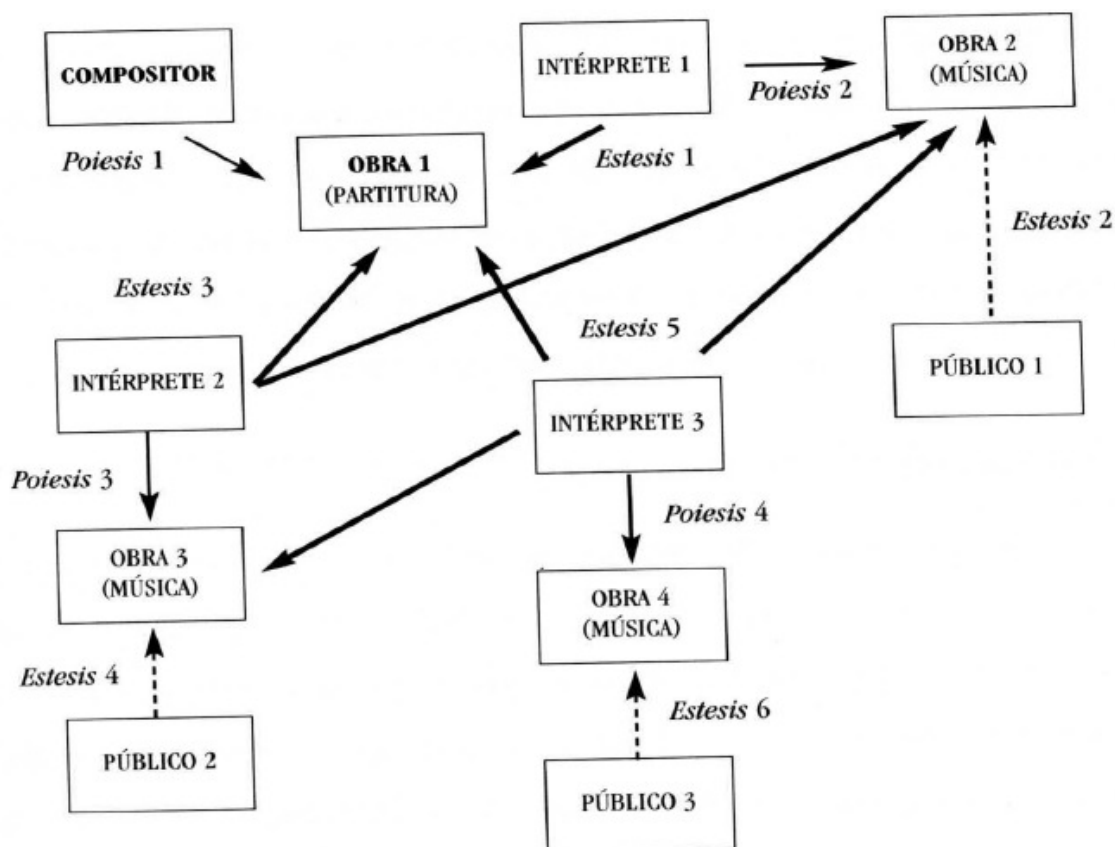 COMPOSITOR
INTÉRPRETE 1
OBRA 2
(MÚSICA)
Poiesis 2
Poiesis 1
Estesis 1
OBRA 1
(PARTITURA)
Estesis 2
Estesis 3
Estesis 5
INTÉRPRETE 2
INTÉRPRETE 3
PÚBLICO 1
Poiesis 3
Poiesis 4
OBRA 3
(MÚSICA)
OBRA 4
(MÚSICA)
Estesis 4
Estesis 6
PÚBLICO 2
PÚBLICO 3